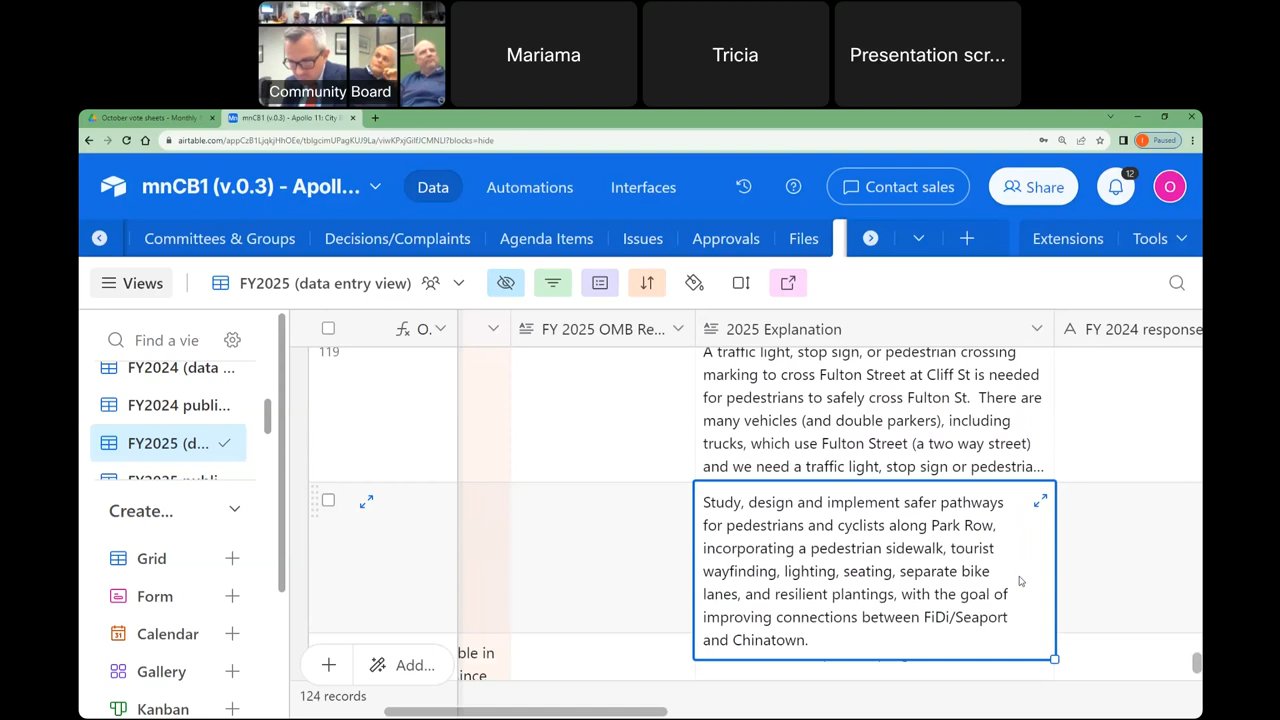 Community Board
Mariama
Tricia
Presentation scr...
October vote sheets - Monthly
mnCB1 (v.0.3) - Apollo 11: City B
mnCB1 (v.0.3) - Apoll...
Data
Automations
Interfaces
Contact sales
Share
12
O
Paused
Committees & Groups
Decisions/Complaints
Agenda Items
Issues
Approvals
Files
Extensions
Tools
Views
FY2025 (data entry view)
Find a vie
FY2024 (data ...
FY2024 publi...
FY2025 (d...
Create...
Grid
Form
Calendar
Gallery
Kanban
O.
FY 2025 OMB Re...
2025 Explanation
FY 2024 response
119
A traffic light, stop sign, or pedestrian crossing
marking to cross Fulton Street at Cliff St is needed
for pedestrians to safely cross Fulton St. There are
many vehicles (and double parkers), including
trucks, which use Fulton Street (a two way street)
and we need a traffic light, stop sign or pedestria...
Study, design and implement safer pathways
for pedestrians and cyclists along Park Row,
incorporating a pedestrian sidewalk, tourist
wayfinding, lighting, seating, separate bike
lanes, and resilient plantings, with the goal of
improving connections between FiDi/Seaport
and Chinatown.
ble in
since
Add...
124 records